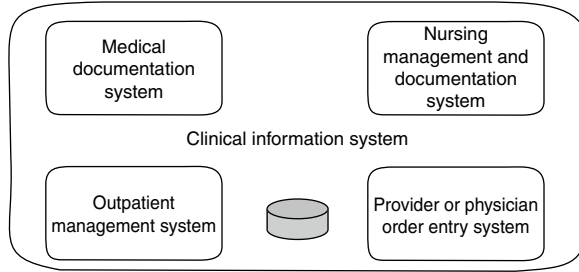 Medical
documentation
system
Nursing
management and
documentation
system
Clinical information system
Outpatient
management system
Provider or physician
order entry system